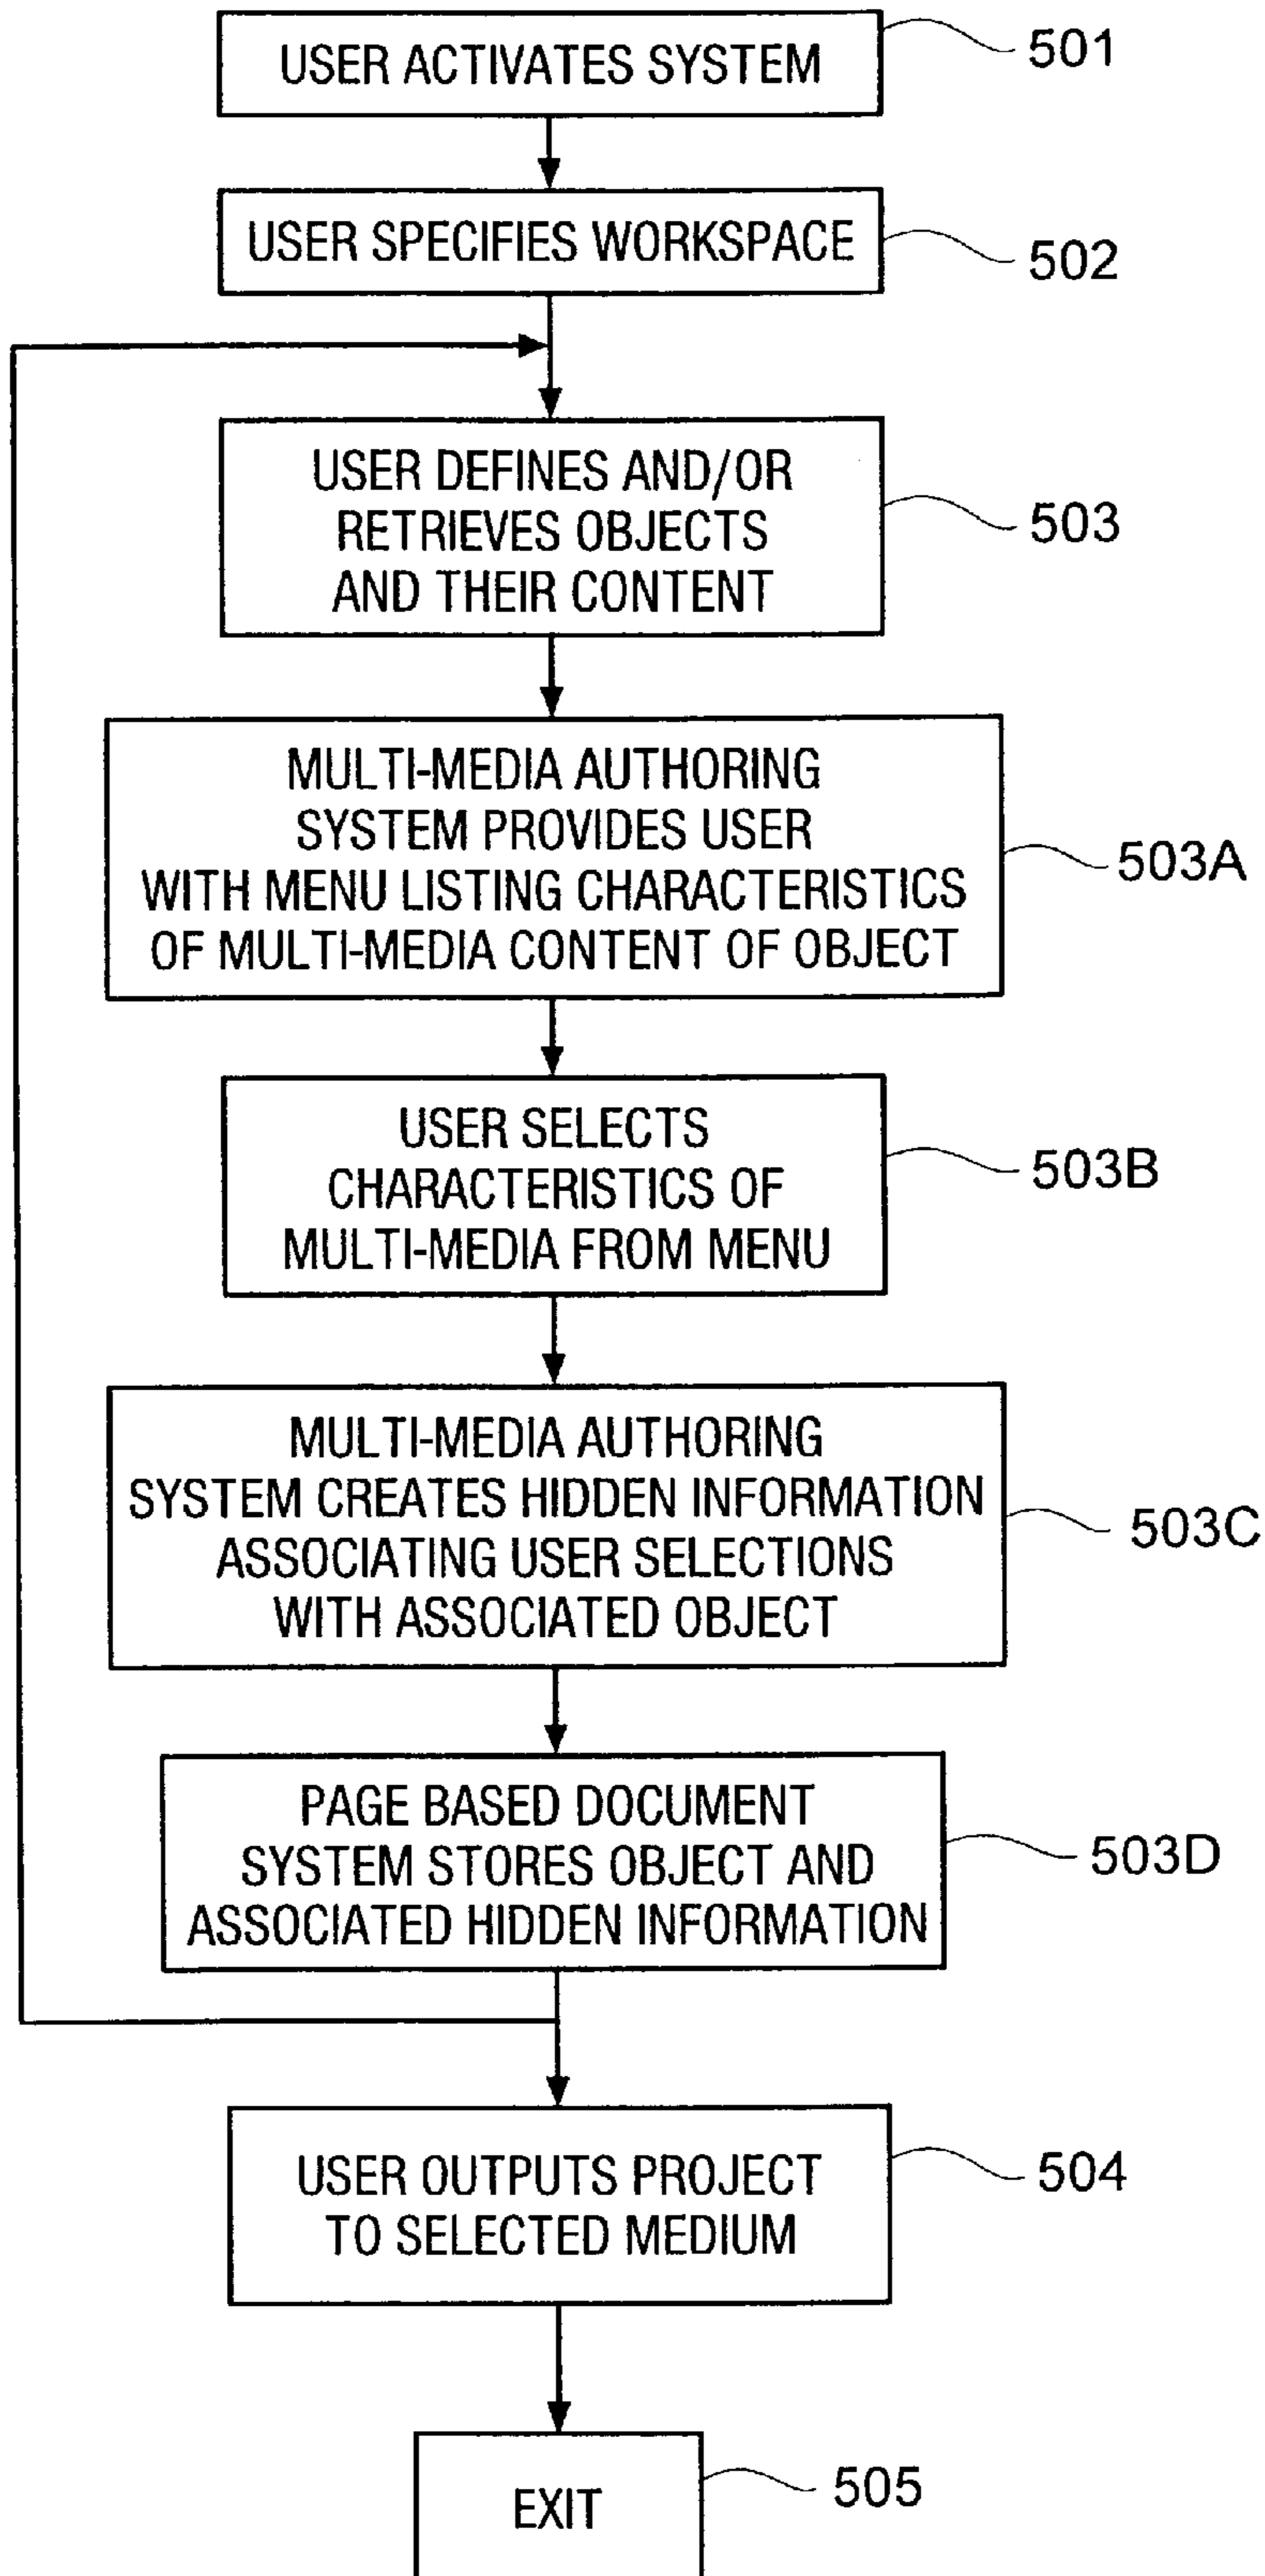 USER ACTIVATES SYSTEM
501
USER SPECIFIES WORKSPACE
502
USER DEFINES AND/OR
RETRIEVES OBJECTS
AND THEIR CONTENT
503
MULTI-MEDIA AUTHORING
SYSTEM PROVIDES USER
WITH MENU LISTING CHARACTERISTICS
OF MULTI-MEDIA CONTENT OF OBJECT
503A
USER SELECTS
CHARACTERISTICS OF
MULTI-MEDIA FROM MENU
503B
MULTI-MEDIA AUTHORING
SYSTEM CREATES HIDDEN INFORMATION
ASSOCIATING USER SELECTIONS
WITH ASSOCIATED OBJECT
503C
PAGE BASED DOCUMENT
SYSTEM STORES OBJECT AND
ASSOCIATED HIDDEN INFORMATION
503D
USER OUTPUTS PROJECT
TO SELECTED MEDIUM
504
EXIT
505